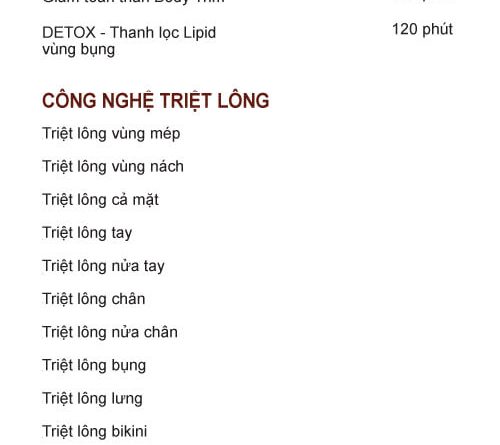 DETOX - Thanh lọc Lipid
vùng bụng
120 phút
CÔNG NGHỆ TRIỆT LÔNG
Triệt lông vùng mép
Triệt lông vùng nách
Triệt lông cả mặt
Triệt lông tay
Triệt lông nửa tay
Triệt lông chân
Triệt lông nửa chân
Triệt lông bụng
Triệt lông lưng
Triệt lông bikini